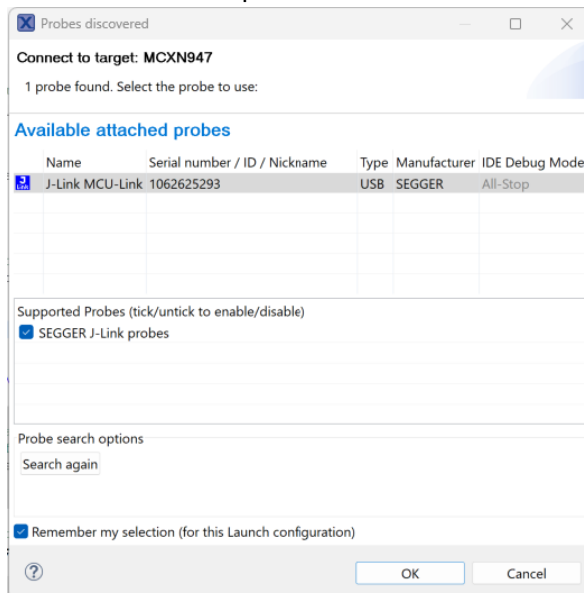 Probes discovered
Connect to target: MCXN947
1 probe found. Select the probe to use:
Available attached probes
Name Serial number / ID / Nickname Type Manufacturer IDE Debug Mode
J-Link MCU-Link 1062625293 USB SEGGER All-Stop
Supported Probes (tick/untick to enable/disable)
SEGGER J-Link probes
Probe search options
Search again
Remember my selection (for this Launch configuration)
OK Cancel